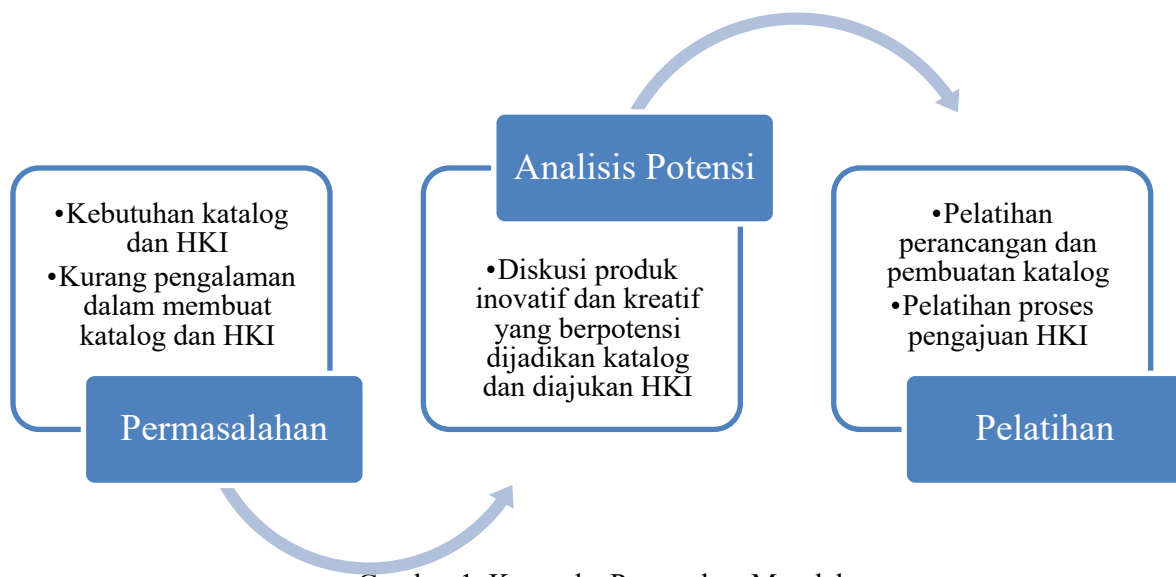 •Kebutuhan katalog
dan HKI
•Kurang pengalaman
dalam membuat
katalog dan HKI
Permasalahan
Analisis Potensi
•Diskusi produk
inovatif dan kreatif
yang berpotensi
dijadikan katalog
dan diajukan HKI
•Pelatihan
perancangan dan
pembuatan katalog
•Pelatihan proses
pengajuan HKI
Pelatihan